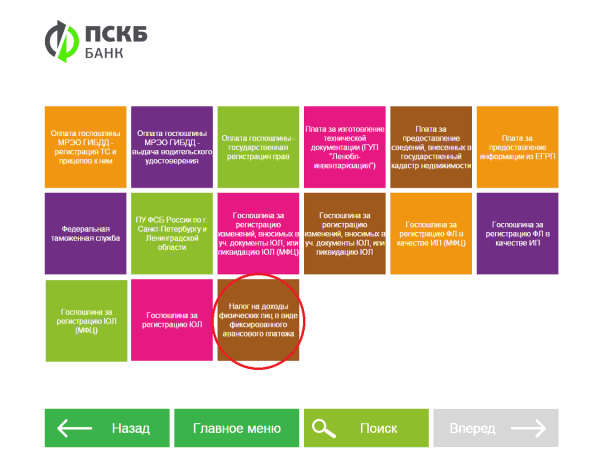 ПСКБ
БАНК
Оплата госпошлины
МРЭО ГИБДД -
регистрация ТС и
прицепов к ним
Оплата госпошлины
МРЭО ГИБДД -
выдача водительского
удостоверения
Оплата госпошлины -
государственная
регистрация прав
Плата за изготовление
технической
документации (ГУП
"Леноблинвентаризация")
Плата за
предоставление
сведений, внесенных в
государственный
кадастр недвижимости
Плата за
предоставление
информации из ЕГРП
Федеральная
таможенная служба
ПУ ФСБ России по г.
Санкт-Петербургу и
Ленинградской
области
Госпошлина за
регистрацию
изменений, вносимых в
уч. документы ЮЛ, или
ликвидацию ЮЛ (МФЦ)
Госпошлина за
регистрацию
изменений, вносимых в
уч. документы ЮЛ, или
ликвидацию ЮЛ
Госпошлина за
регистрацию ФЛ в
качестве ИП (МФЦ)
Госпошлина за
регистрацию ФЛ в
качестве ИП
Госпошлина за
регистрацию ЮЛ
(МФЦ)
Госпошлина за
регистрацию ЮЛ
Налог на доходы
физических лиц в виде
фиксированного
авансового платежа
Назад
Главное меню
Поиск
Вперед